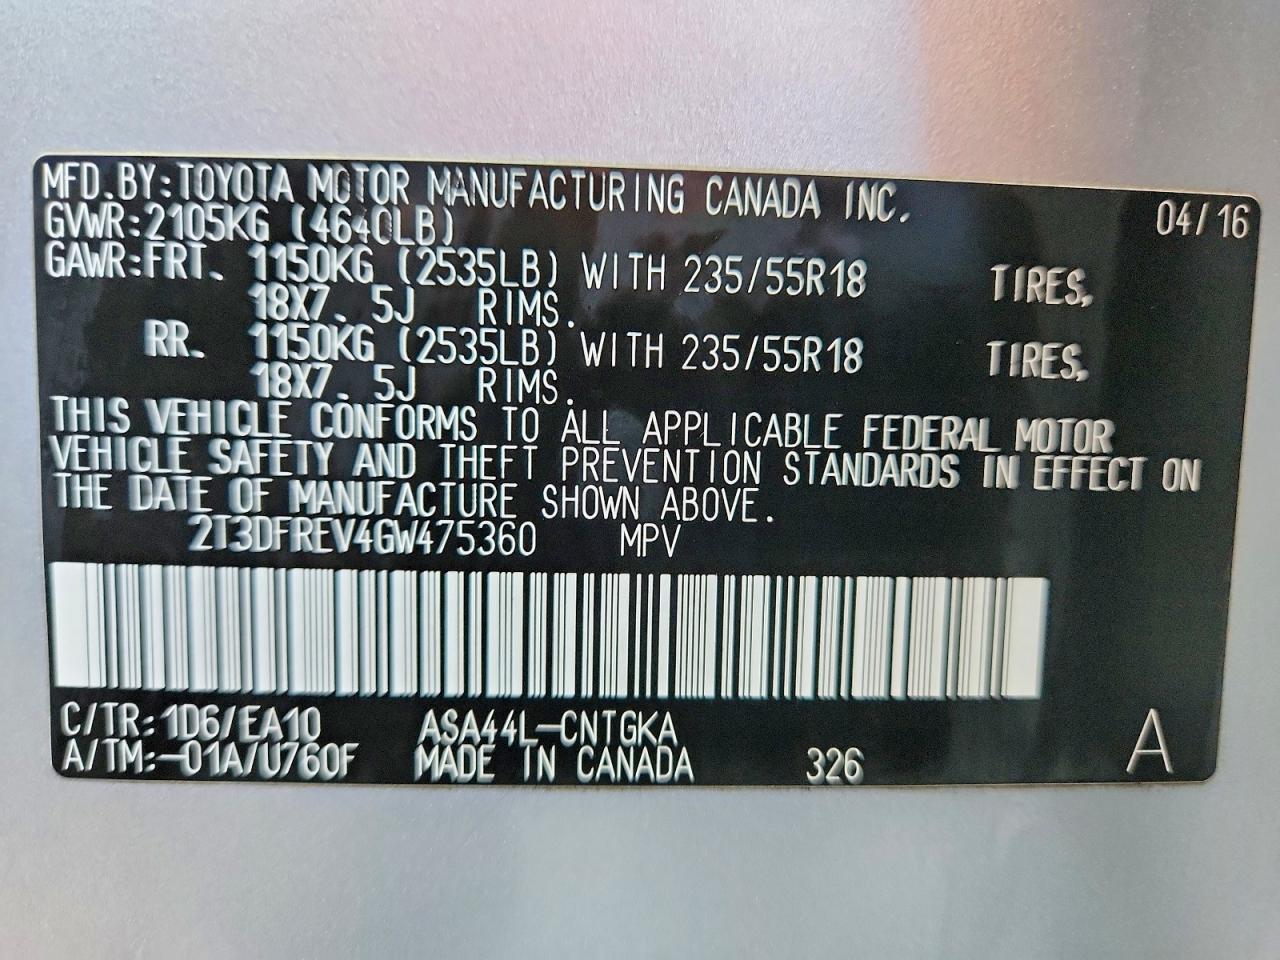 MFD.BY:TOYOTA MOTOR MANUFACTURING CANADA INC. 04/16
GVWR:2105KG (4640LB)
GAWR:FRT. 1150KG (2535LB) WITH 235/55R18 TIRES,
18X7. 5J RIMS.
RR. 1150KG (2535LB) WITH 235/55R18 TIRES,
18X7. 5J RIMS.
THIS VEHICLE CONFORMS TO ALL APPLICABLE FEDERAL MOTOR
VEHICLE SAFETY AND THEFT PREVENTION STANDARDS IN EFFECT ON
THE DATE OF MANUFACTURE SHOWN ABOVE.
2T3DFREV4GW475360 MPV
C/TR:1D6/EA10 ASA44L-CNTGKA
A/TM:-01A/U760F MADE IN CANADA 326 A